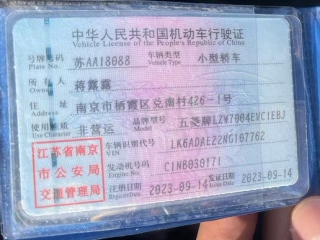 中华人民共和国机动车行驶证
Vehicle License of the People's Republic of China
号牌号码 苏AA18088 车辆类型 小型轿车
Plate No. Vehicle Type
所有人 蒋露露
住址 南京市栖霞区兑南村426-1号
Address
使用性质 非营运 品牌型号 五菱牌LZW7004EVC1EBJ
Use Character
江苏省南京市公安局交通管理局
车辆识别代号 LK6ADAE22NG107762
VIN
发动机号码 C1NB030171
Engine No.
注册日期 2023-09-14 发证日期 2023-09-14
Register Date Issue Date